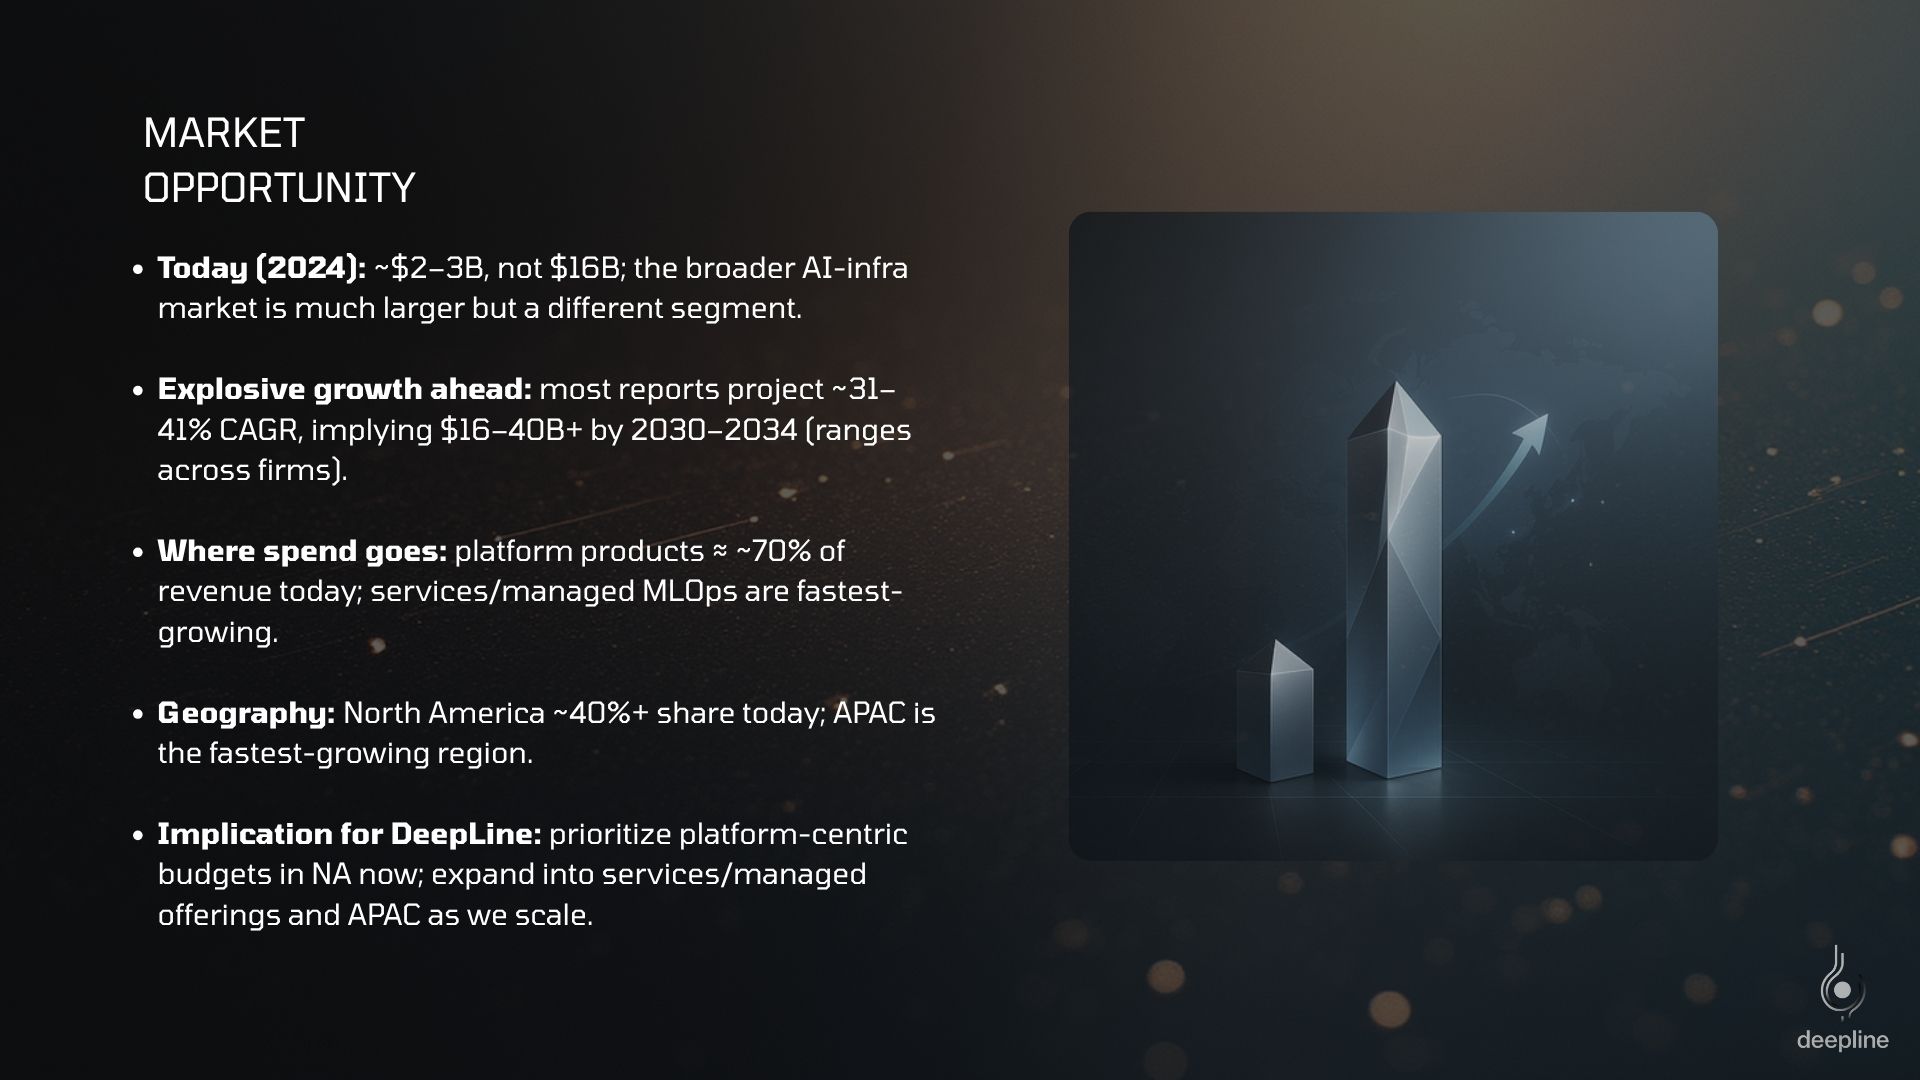 MARKET
OPPORTUNITY
• Today (2024): ~$2–3B, not $16B; the broader AI-infra
market is much larger but a different segment.
• Explosive growth ahead: most reports project ~31–
41% CAGR, implying $16–40B+ by 2030–2034 (ranges
across firms).
• Where spend goes: platform products ≈ ~70% of
revenue today; services/managed MLOps are fastest-
growing.
• Geography: North America ~40%+ share today; APAC is
the fastest-growing region.
• Implication for DeepLine: prioritize platform-centric
budgets in NA now; expand into services/managed
offerings and APAC as we scale.
deepline